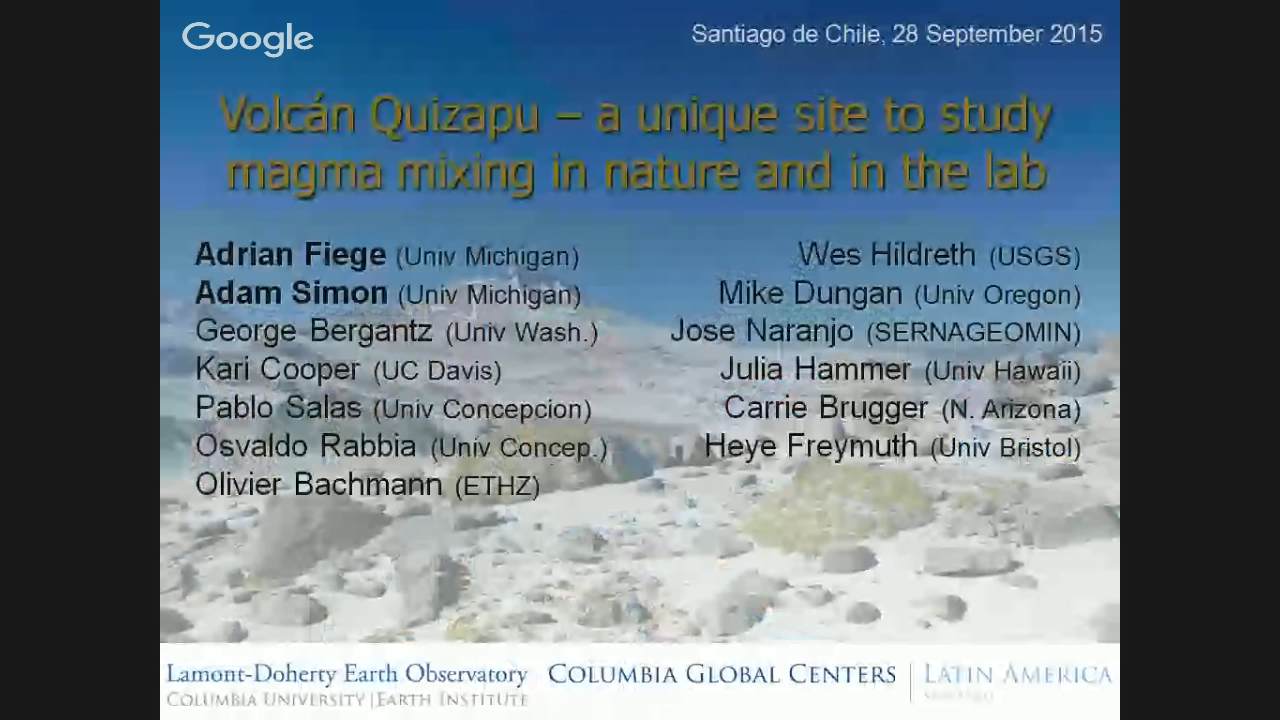 Google
Santiago de Chile, 28 September 2015
Volcán Quizapu – a unique site to study
magma mixing in nature and in the lab
Adrian Fiege (Univ Michigan)
Adam Simon (Univ Michigan)
George Bergantz (Univ Wash.)
Kari Cooper (UC Davis)
Pablo Salas (Univ Concepcion)
Osvaldo Rabbia (Univ Concep.)
Olivier Bachmann (ETHZ)
Wes Hildreth (USGS)
Mike Dungan (Univ Oregon)
Jose Naranjo (SERNAGEOMIN)
Julia Hammer (Univ Hawaii)
Carrie Brugger (N. Arizona)
Heye Freymuth (Univ Bristol)
Lamont-Doherty Earth Observatory
COLUMBIA UNIVERSITY | EARTH INSTITUTE
COLUMBIA GLOBAL CENTERS | LATIN AMERICA